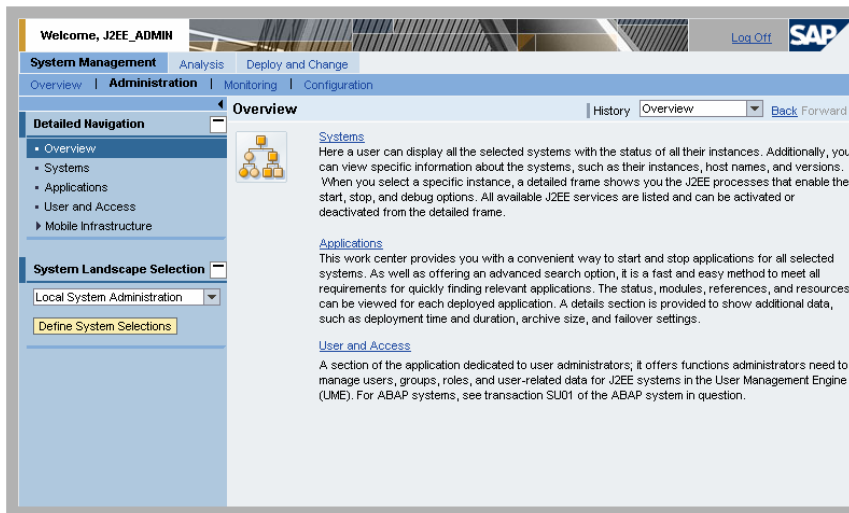 Welcome, J2EE_ADMIN
Log Off
SAP
System Management Analysis Deploy and Change
Overview | Administration | Monitoring | Configuration
Overview
History Overview Back Forward
Detailed Navigation
Overview
Systems
Applications
User and Access
Mobile Infrastructure
System Landscape Selection
Local System Administration
Define System Selections
Systems
Here a user can display all the selected systems with the status of all their instances. Additionally, you
can view specific information about the systems, such as their instances, host names, and versions.
When you select a specific instance, a detailed frame shows you the J2EE processes that enable the
start, stop, and debug options. All available J2EE services are listed and can be activated or
deactivated from the detailed frame.
Applications
This work center provides you with a convenient way to start and stop applications for all selected
systems. As well as offering an advanced search option, it is a fast and easy method to meet all
requirements for quickly finding relevant applications. The status, modules, references, and resources
can be viewed for each deployed application. A details section is provided to show additional data,
such as deployment time and duration, archive size, and failover settings.
User and Access
A section of the application dedicated to user administrators; it offers functions administrators need to
manage users, groups, roles, and user-related data for J2EE systems in the User Management Engine
(UME). For ABAP systems, see transaction SU01 of the ABAP system in question.